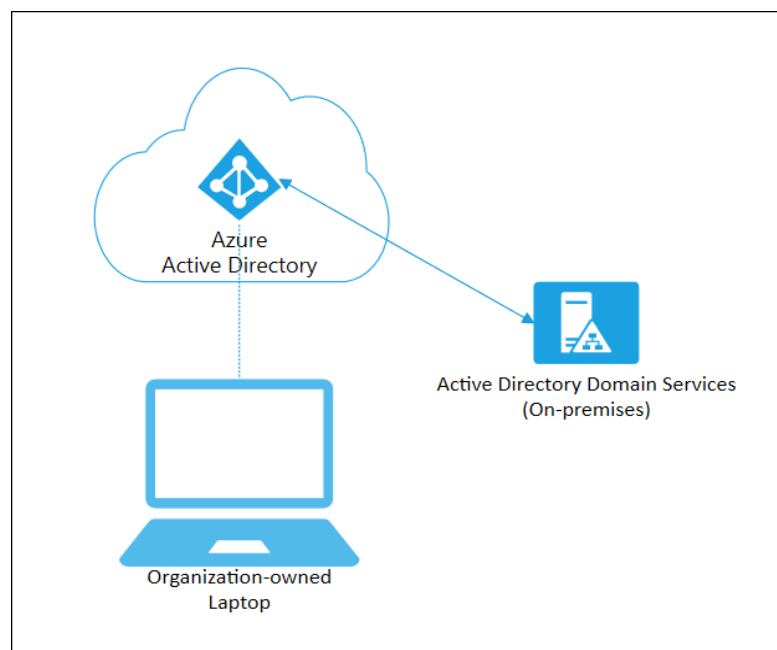 Azure
Active Directory
Active Directory Domain Services
(On-premises)
Organization-owned
Laptop